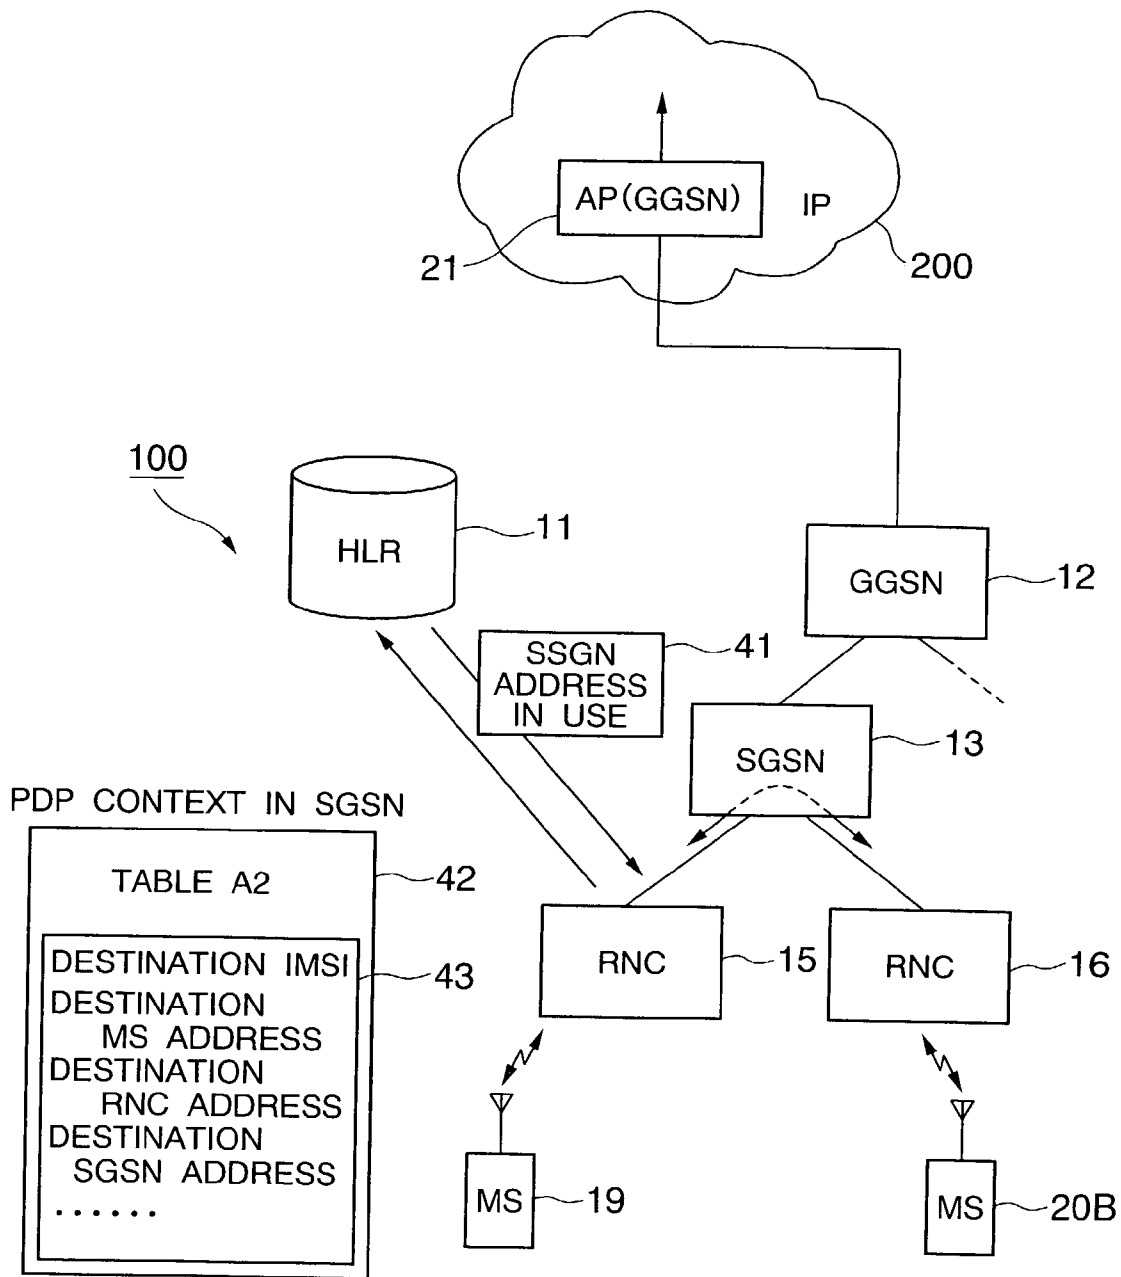 AP(GGSN)
IP
21
200
100
HLR
11
GGSN
12
SSGN
ADDRESS
IN USE
41
SGSN
13
PDP CONTEXT IN SGSN
TABLE A2
42
DESTINATION IMSI
43
DESTINATION
MS ADDRESS
DESTINATION
RNC ADDRESS
DESTINATION
SGSN ADDRESS
......
RNC
15
RNC
16
MS
19
MS
20B